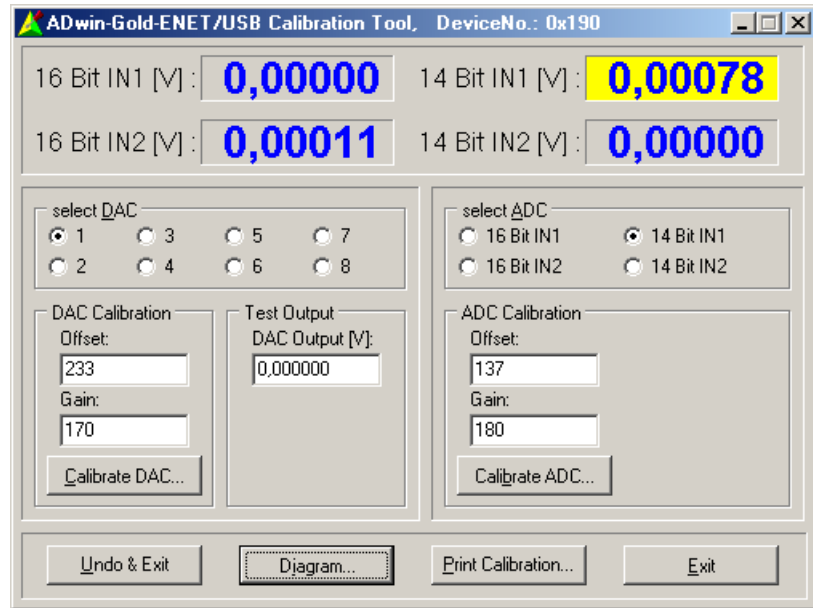 ADwin-Gold-ENET/USB Calibration Tool,   DeviceNo.: 0x190
16 Bit IN1 [V] : 0,00000 14 Bit IN1 [V] : 0,00078
16 Bit IN2 [V] : 0,00011 14 Bit IN2 [V] : 0,00000
select DAC
1 3 5 7
2 4 6 8
select ADC
16 Bit IN1 14 Bit IN1
16 Bit IN2 14 Bit IN2
DAC Calibration
Offset:
233
Gain:
170
Calibrate DAC...
Test Output
DAC Output [V]:
0,000000
ADC Calibration
Offset:
137
Gain:
180
Calibrate ADC...
Undo & Exit Diagram... Print Calibration... Exit